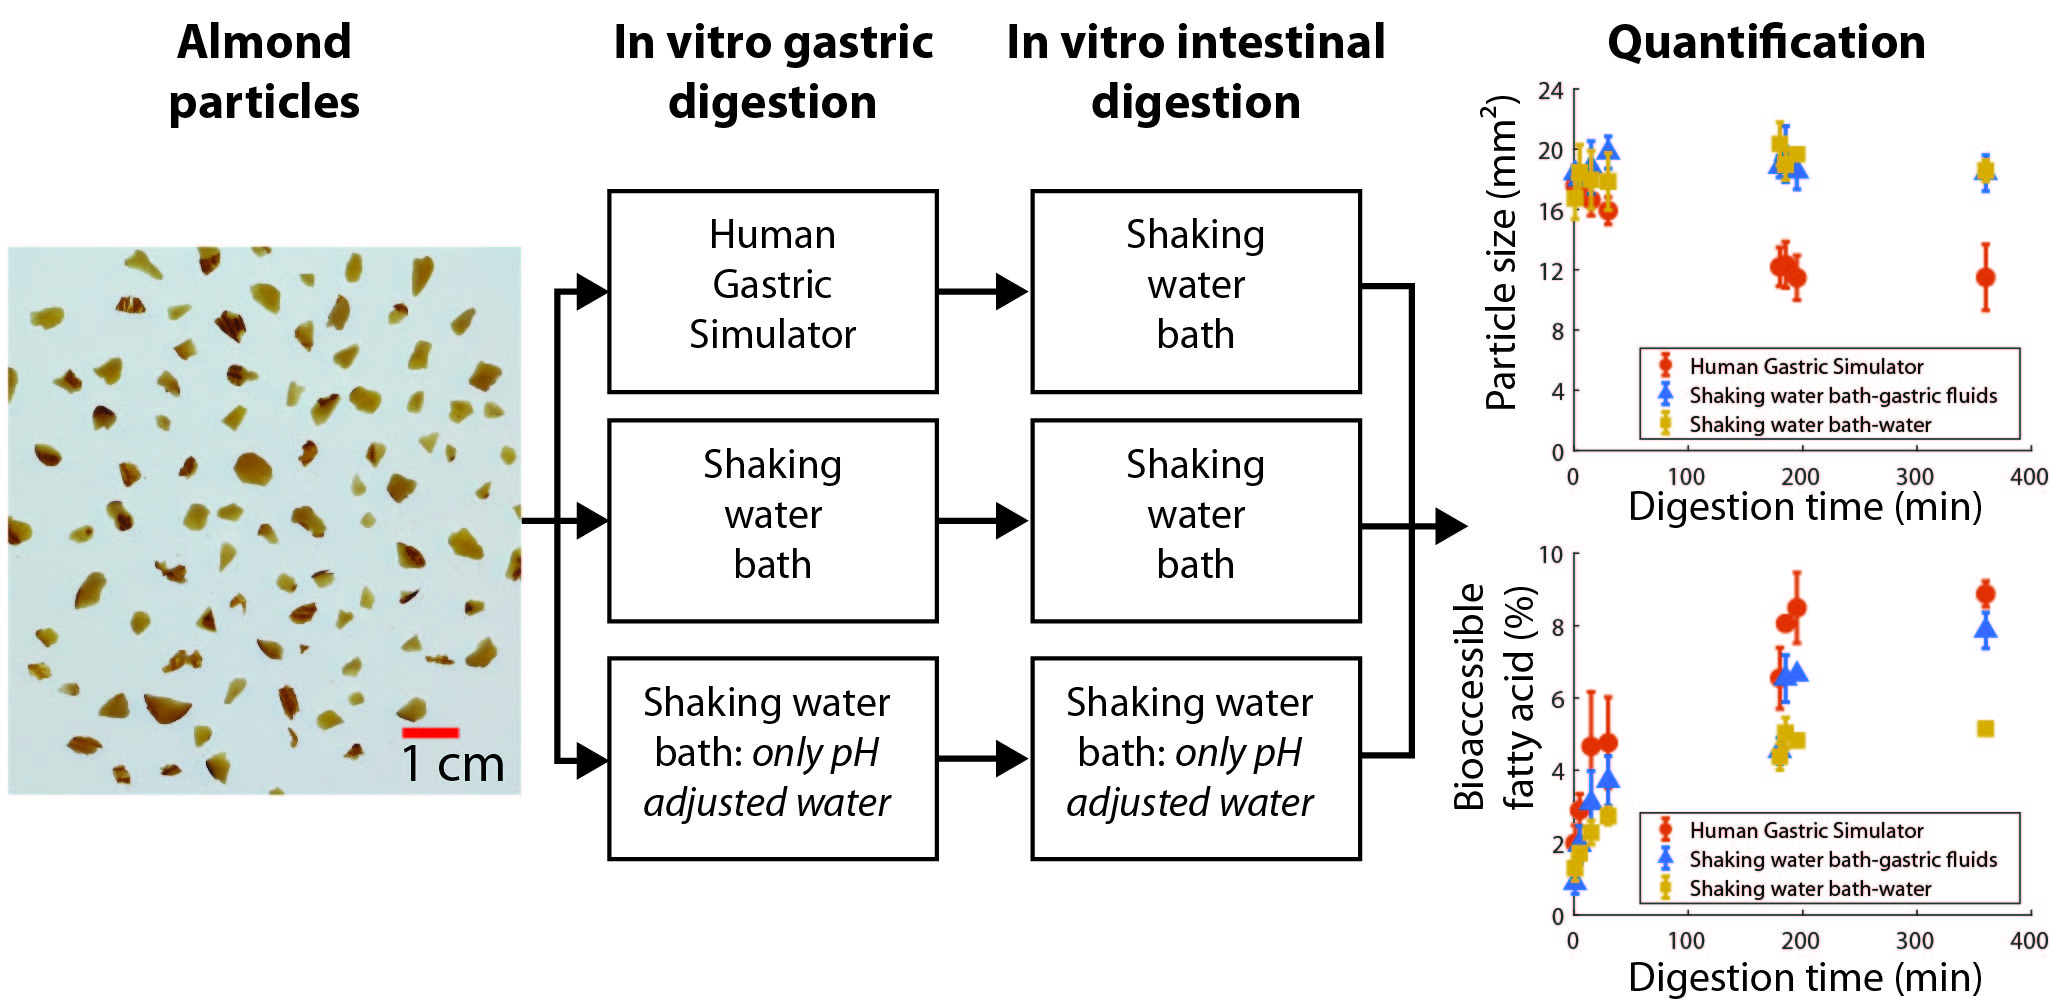 Almond
particles
In vitro gastric
digestion
In vitro intestinal
digestion
Quantification
1 cm
Human
Gastric
Simulator
Shaking
water
bath
Shaking
water
bath
Shaking
water
bath
Shaking water
bath: only pH
adjusted water
Shaking water
bath: only pH
adjusted water
Particle size (mm²)
24
20
16
12
8
4
0
Human Gastric Simulator
Shaking water bath-gastric fluids
Shaking water bath-water
0 100 200 300 400
Digestion time (min)
Bioaccessible
fatty acid (%)
10
8
6
4
2
0
Human Gastric Simulator
Shaking water bath-gastric fluids
Shaking water bath-water
0 100 200 300 400
Digestion time (min)